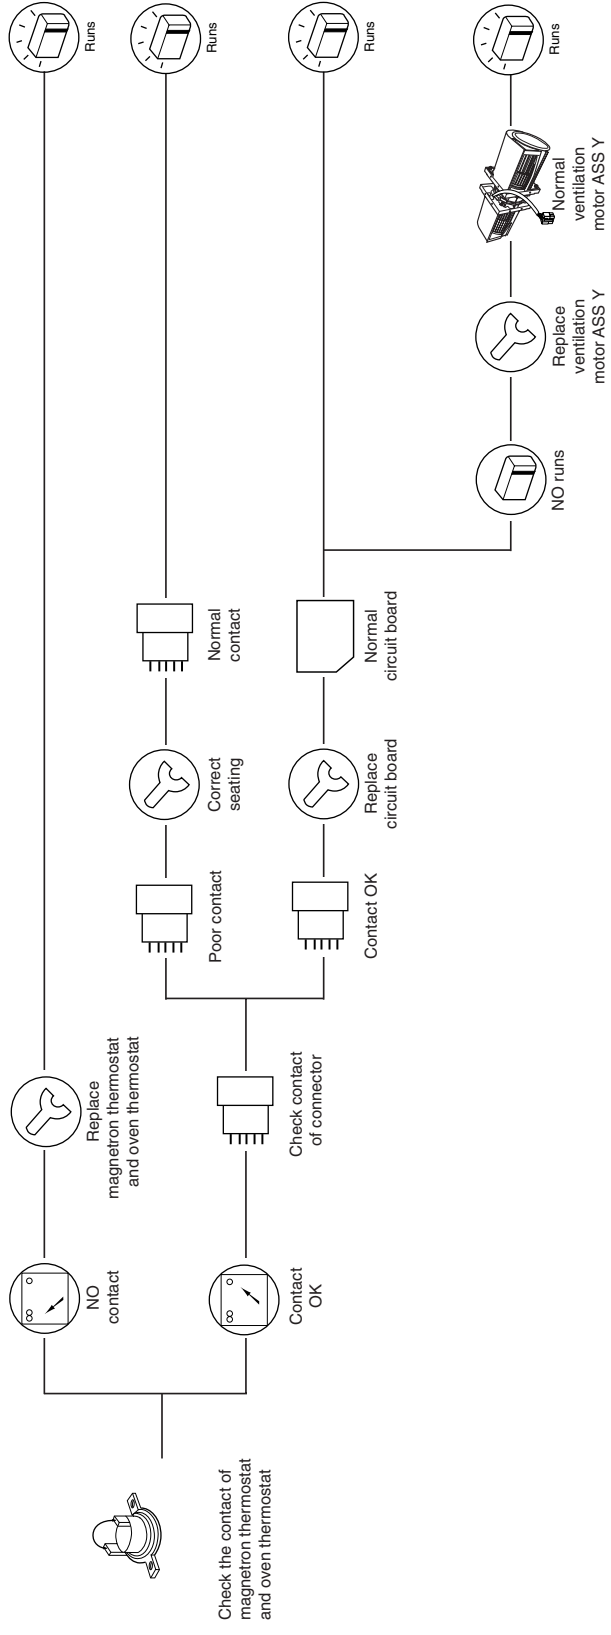 Check the contact of
magnetron thermostat
and oven thermostat
NO
contact
Replace
magnetron thermostat
and oven thermostat
Runs
Contact
OK
Check contact
of connector
Poor contact
Correct
seating
Normal
contact
Runs
Contact OK
Replace
circuit board
Normal
circuit board
Runs
NO runs
Replace
ventilation
motor ASS Y
Normal
ventilation
motor ASS Y
Runs